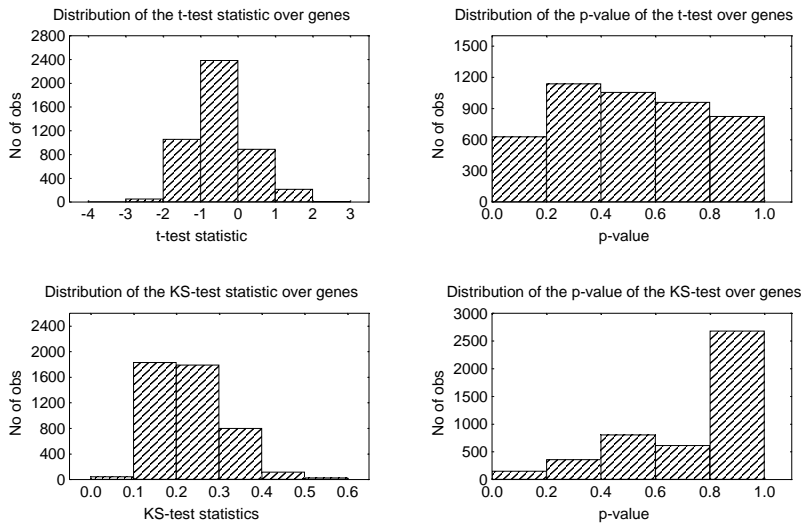 Distribution of the t-test statistic over genes
2800
2400
2000
1600
1200
800
400
0
No of obs
-4 -3 -2 -1 0 1 2 3
t-test statistic
Distribution of the p-value of the t-test over genes
1500
1200
900
600
300
0
No of obs
0.0 0.2 0.4 0.6 0.8 1.0
p-value
Distribution of the KS-test statistic over genes
2400
2000
1600
1200
800
400
0
No of obs
0.0 0.1 0.2 0.3 0.4 0.5 0.6
KS-test statistics
Distribution of the p-value of the KS-test over genes
3000
2500
2000
1500
1000
500
0
No of obs
0.0 0.2 0.4 0.6 0.8 1.0
p-value